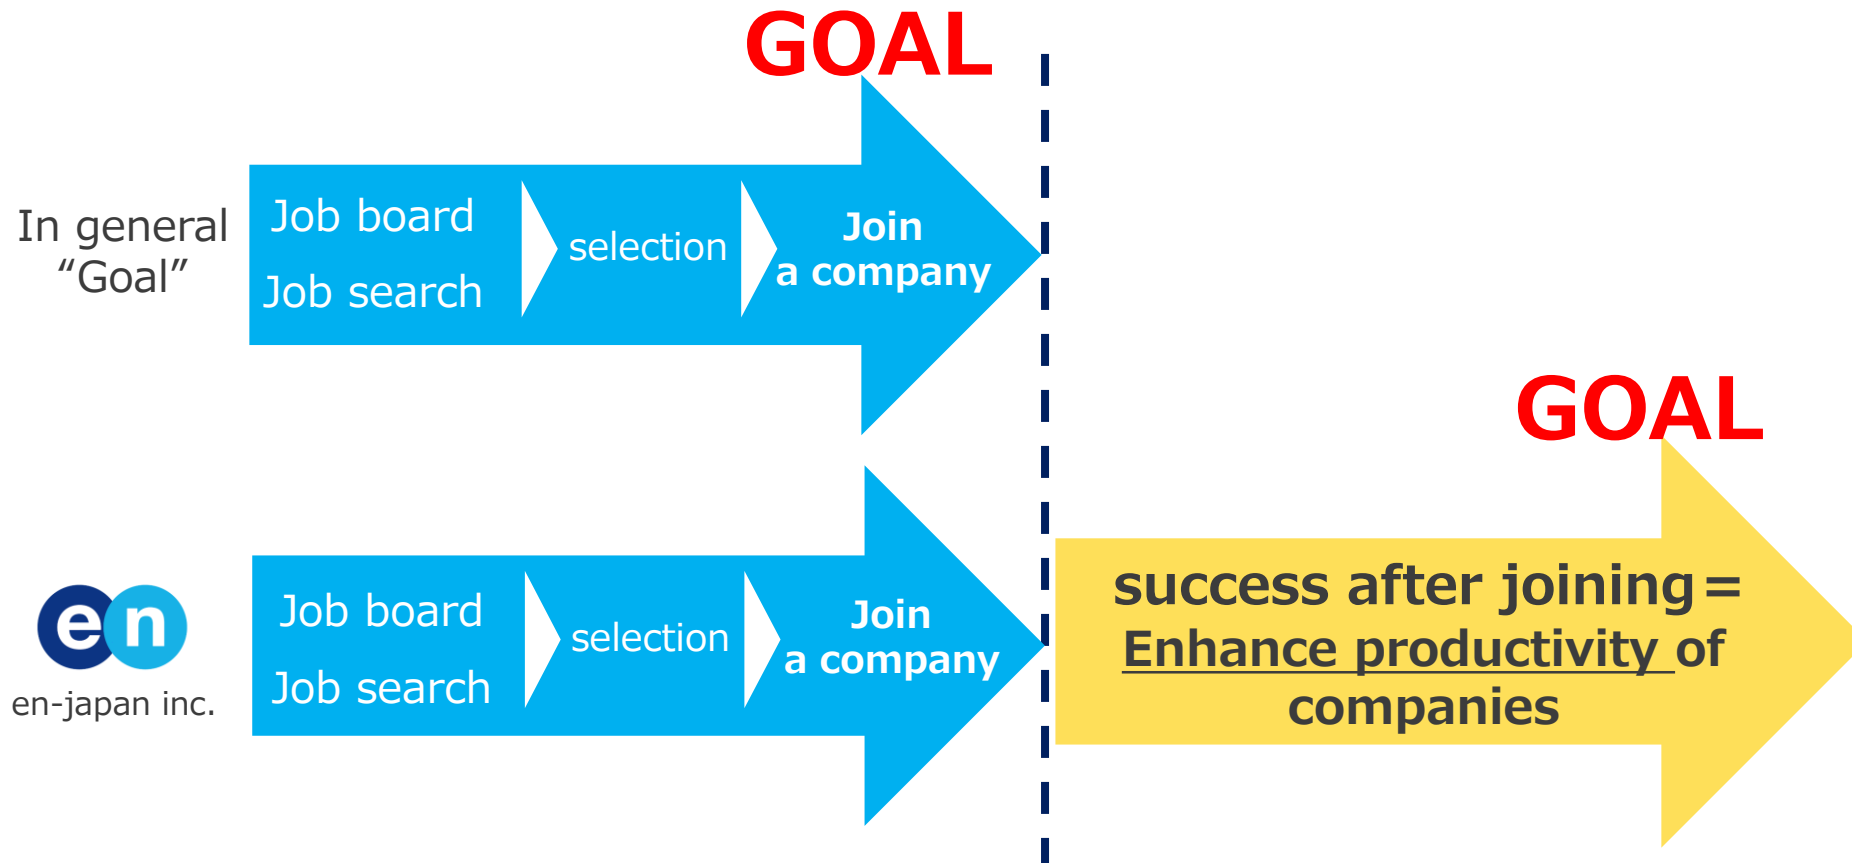 GOAL
In general
“Goal”
Job board
Job search
selection
Join
a company
GOAL
en
en-japan inc.
Job board
Job search
selection
Join
a company
success after joining=
Enhance productivity of
companies